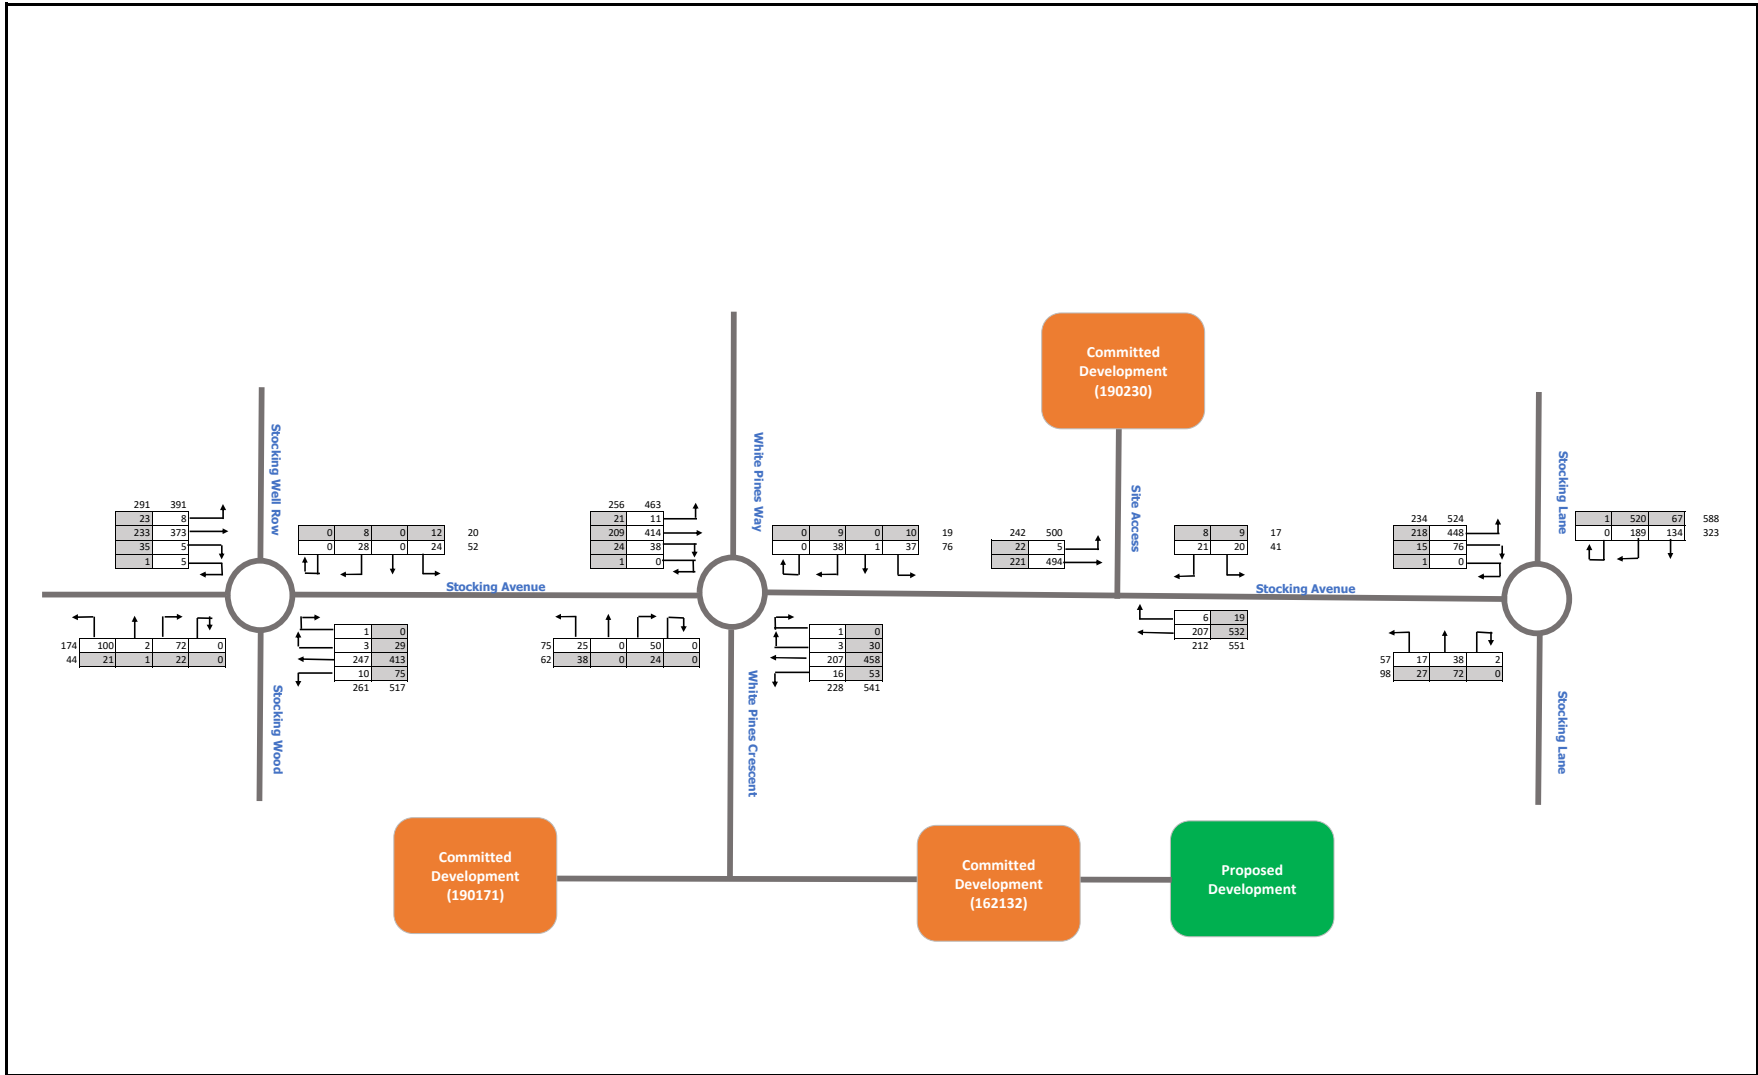 Committed
Development
(190230)
Stocking Well Row
White Pines Way
Site Access
Stocking Lane
291 391
23 8
233 373
35 5
1 5
0 8 0 12 20
0 28 0 24 52
256 463
21 11
209 414
24 38
1 0
0 9 0 10 19
0 38 1 37 76
242 500
22 5
221 494
8 9 17
21 20 41
234 524
218 448
15 76
1 0
1 520 67 588
0 189 134 323
Stocking Avenue
Stocking Avenue
174 100 2 72 0
44 21 1 22 0
1 0
3 29
247 413
10 75
261 517
75 25 0 50 0
62 38 0 24 0
1 0
3 30
207 458
16 53
228 541
6 19
207 532
212 551
57 17 38 2
98 27 72 0
Stocking Wood
White Pines Crescent
Stocking Lane
Committed
Development
(190171)
Committed
Development
(162132)
Proposed
Development